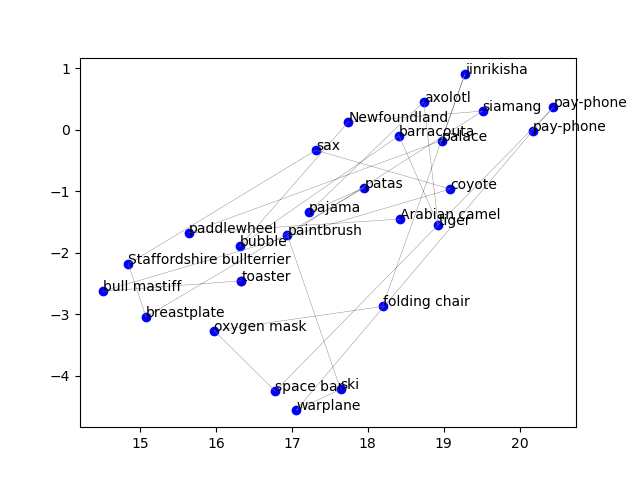 1
jinrikisha
axolotl
siamang
pay-phone
Newfoundland
0
barracouta
pay-phone
palace
sax
−1
patas
coyote
pajama
Arabian camel
tiger
paddlewheel
bubble
paintbrush
−2
Staffordshire bullterrier
toaster
bull mastiff
−3
breastplate
folding chair
oxygen mask
−4
space bar
ski
warplane
15
16
17
18
19
20